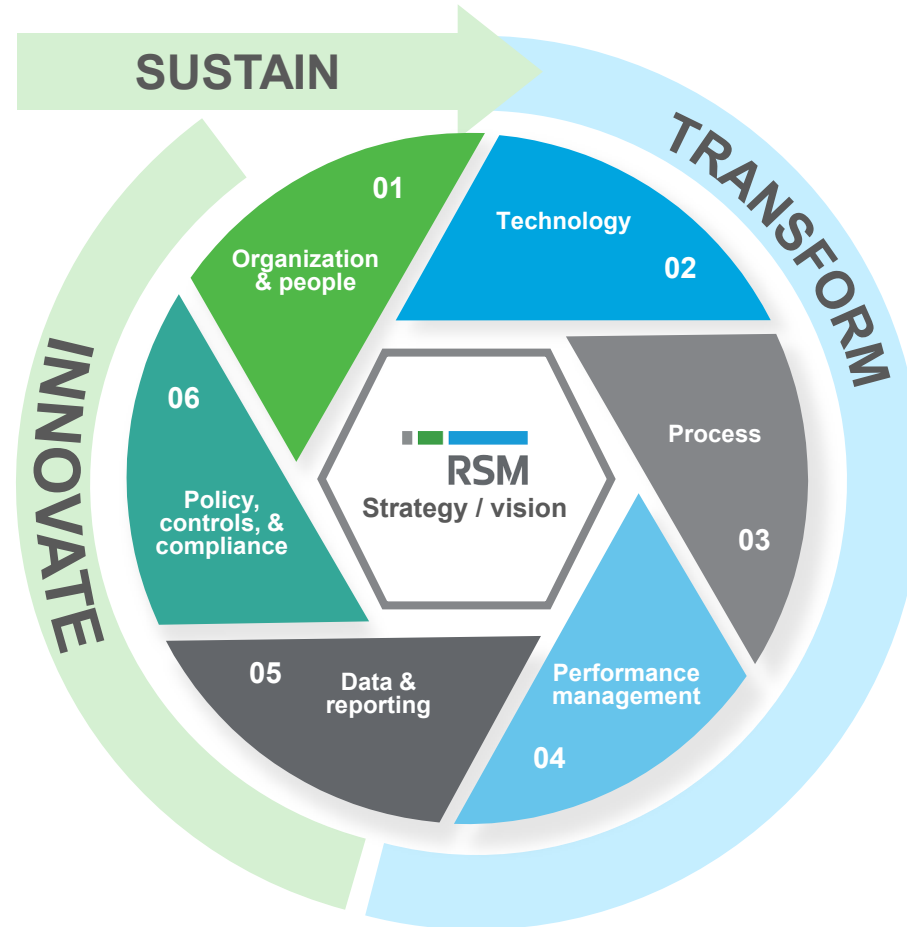 SUSTAIN
TRANSFORM
INNOVATE
01
Organization
& people
Technology
02
Process
03
Performance
management
04
05
Data &
reporting
06
Policy,
controls, &
compliance
RSM
Strategy / vision